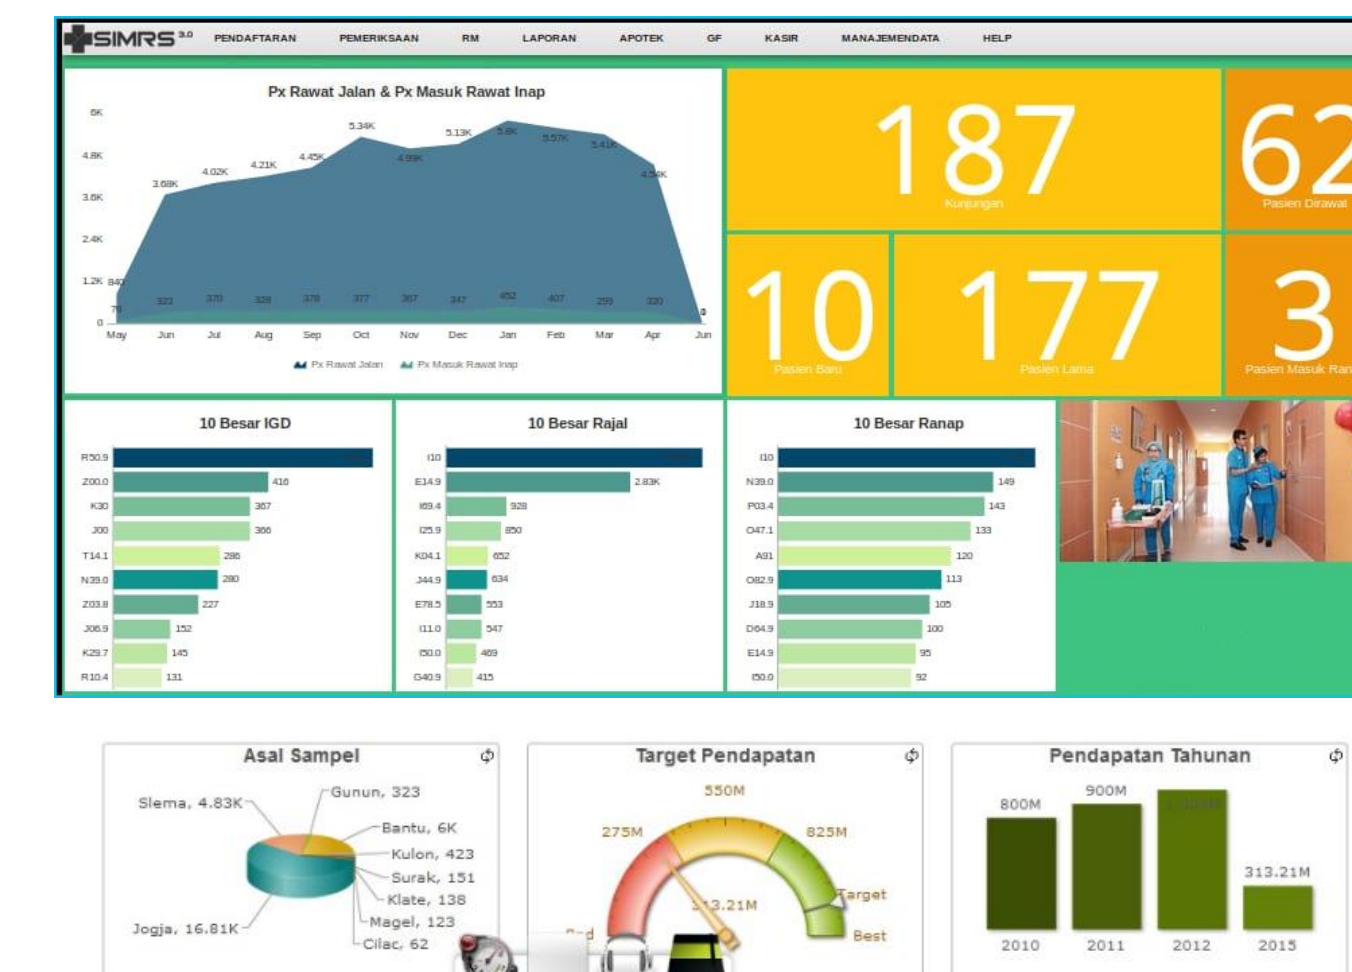 SIMRS 3.0 PENDAFTARAN PEMERIKSAAN RM LAPORAN APOTEK GF KASIR MANAJEMENDATA HELP
Px Rawat Jalan & Px Masuk Rawat Inap
6K
4.8K
3.6K
2.4K
1.2K
0
840 3.68K 4.02K 4.21K 4.45K 5.34K 4.99K 5.13K 5.8K 5.57K 5.41K 4.54K
323 370 328 378 377 367 347 452 407 299 320
May Jun Jul Aug Sep Oct Nov Dec Jan Feb Mar Apr Jun
Px Rawat Jalan Px Masuk Rawat Inap
187
Kunjungan
62
Pasien Dirawat
10
Pasien Baru
177
Pasien Lama
3
Pasien Masuk Ran
10 Besar IGD
R50.9
Z00.0 416
K30 367
J00 366
T14.1 286
N39.0 280
Z03.8 227
J06.9 152
K29.7 145
R10.4 131
10 Besar Rajal
I10
E14.9 2.83K
I69.4 928
I25.9 850
K04.1 652
J44.9 634
E78.5 553
I11.0 547
I50.0 469
G40.9 415
10 Besar Ranap
I10
N39.0 149
P03.4 143
O47.1 133
A91 120
O82.9 113
J18.9 105
D64.9 100
E14.9 95
I50.0 92
Asal Sampel
Slema, 4.83K
Gunun, 323
Bantu, 6K
Kulon, 423
Surak, 151
Klate, 138
Magel, 123
Cilac, 62
Jogja, 16.81K
Target Pendapatan
550M
275M 825M
Target
Best
Pendapatan Tahunan
800M 900M 313.21M
2010 2011 2012 2015